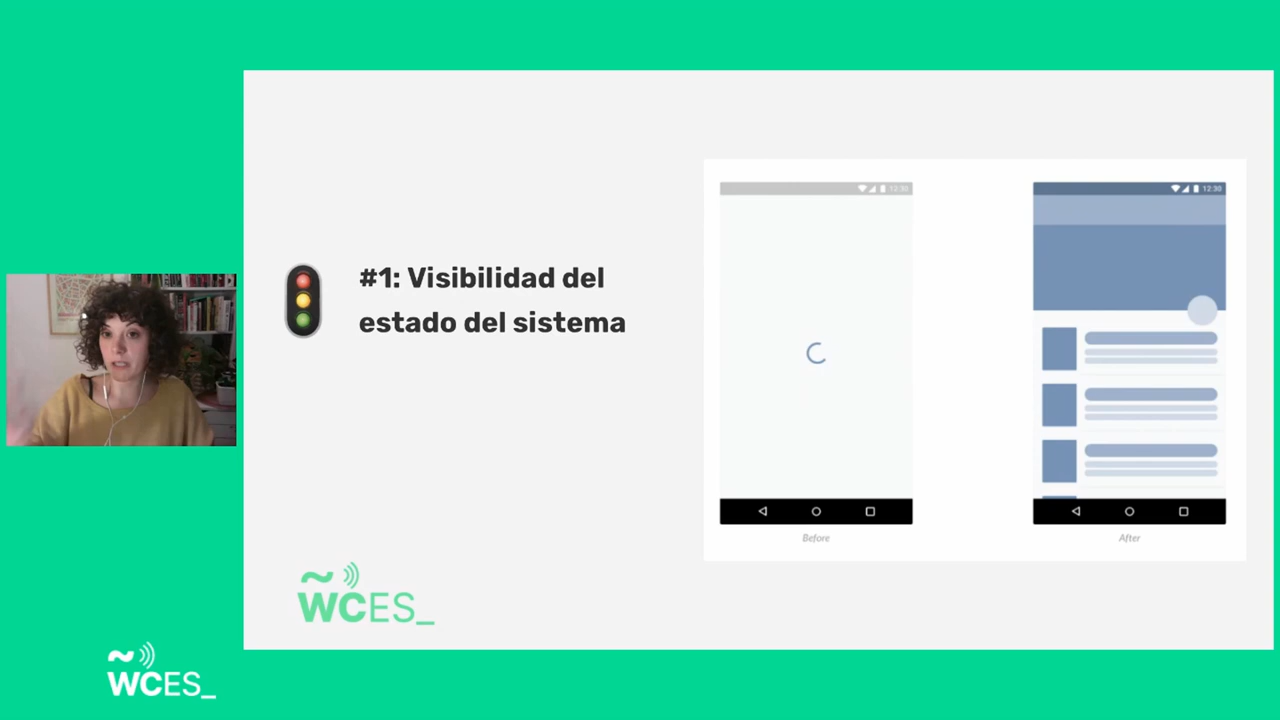 #1: Visibilidad del
estado del sistema
12:30
12:30
Before
After
~ WCES_
~ WCES_